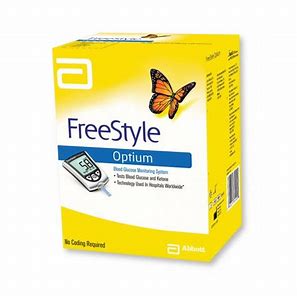 FreeStyle
Optium
Blood Glucose Monitoring System
• Tests Blood Glucose and Ketone
• Technology Used in Hospitals Worldwide*
No Coding Required
Abbott